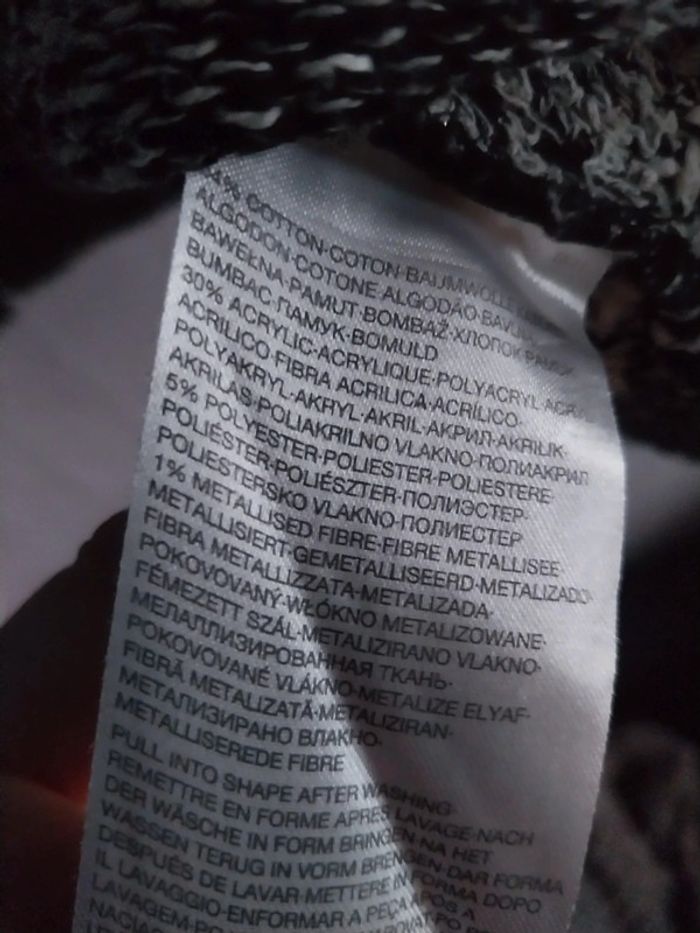 4% COTTON·COTON·BAUMWOLLE
ALGODON·COTONE ALGODÃO·BAVLN
BAWEŁNA·PAMUT·BOMBAŽ·ХЛОПОК·PAMUK
BUMBAC·ПАМУК·BOMULD
30% ACRYLIC·ACRYLIQUE·POLYACRYL·
ACRILICO·FIBRA ACRILICA·ACRÍLICO·
POLYAKRYL·AKRYL·AKRIL·АКРИЛ·AKRILIK·
AKRILAS·POLIAKRILNO VLAKNO·ПОЛИАКРИЛ
5% POLYESTER·POLIESTER·POLIESTERE·
POLIÉSTER·POLIÉSZTER·ПОЛИЭСТЕР·
POLIESTERSKO VLAKNO·ПОЛИЕСТЕР
1% METALLISED FIBRE·FIBRE METALLISEE·
METALLISIERT·GEMETALLISEERD·METALIZADO·
FIBRA METALLIZZATA·METALIZADA·
POKOVOVANÝ·WŁÓKNO METALIZOWANE·
FÉMEZETT SZÁL·METALIZIRANO VLAKNO·
МЕЛАЛЛИЗИРОВАННАЯ ТКАНЬ·
POKOVOVANÉ VLÁKNO·METALIZE ELYAF·
FIBRĂ METALIZATĂ·METALIZIRAN·
МЕТАЛИЗИРАНО ВЛАКНО·
METALLISEREDE FIBRE
PULL INTO SHAPE AFTER WASHING·
REMETTRE EN FORME APRES LAVAGE·NACH
DER WÄSCHE IN FORM BRINGEN·NA HET
WASSEN TERUG IN VORM BRENGEN·DAR FORMA
DESPUÉS DE LAVAR·METTERE IN FORMA DOPO
IL LAVAGGIO·ENFORMAR A PEÇA APÓS A